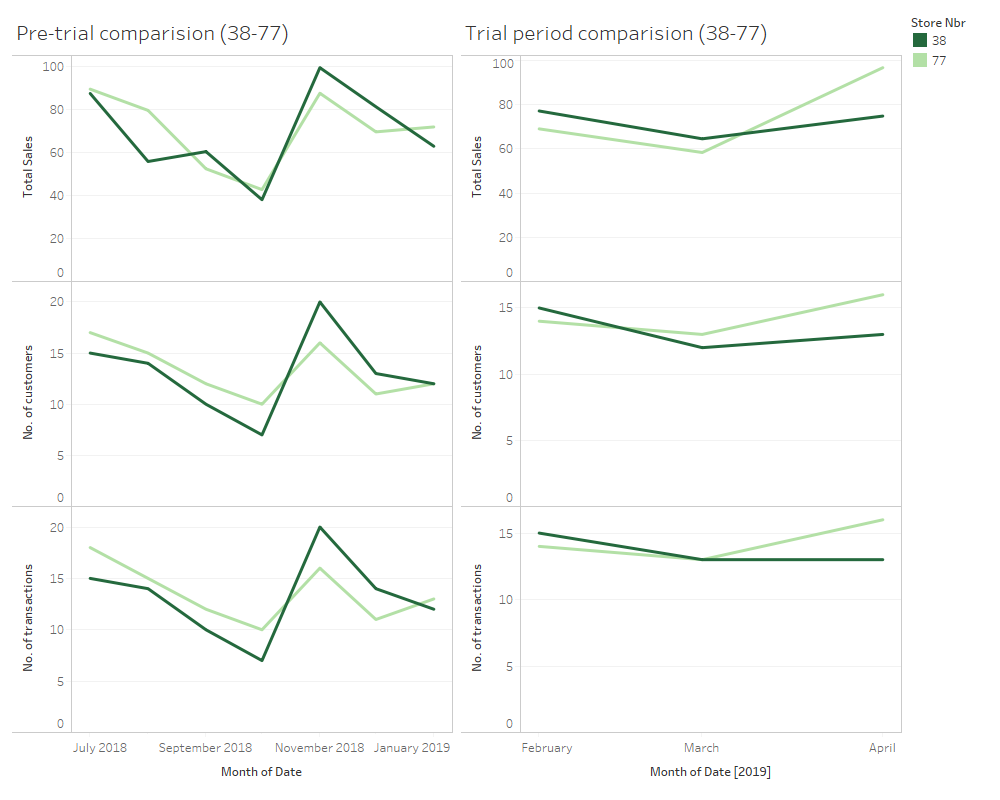 Pre-trial comparision (38-77)
Trial period comparision (38-77)
Store Nbr
38
77
Total Sales
100
80
60
40
20
0
No. of customers
20
15
10
5
0
No. of transactions
20
15
10
5
0
July 2018 September 2018 November 2018 January 2019
Month of Date
Total Sales
100
80
60
40
20
0
No. of customers
15
10
5
0
No. of transactions
15
10
5
0
February March April
Month of Date [2019]